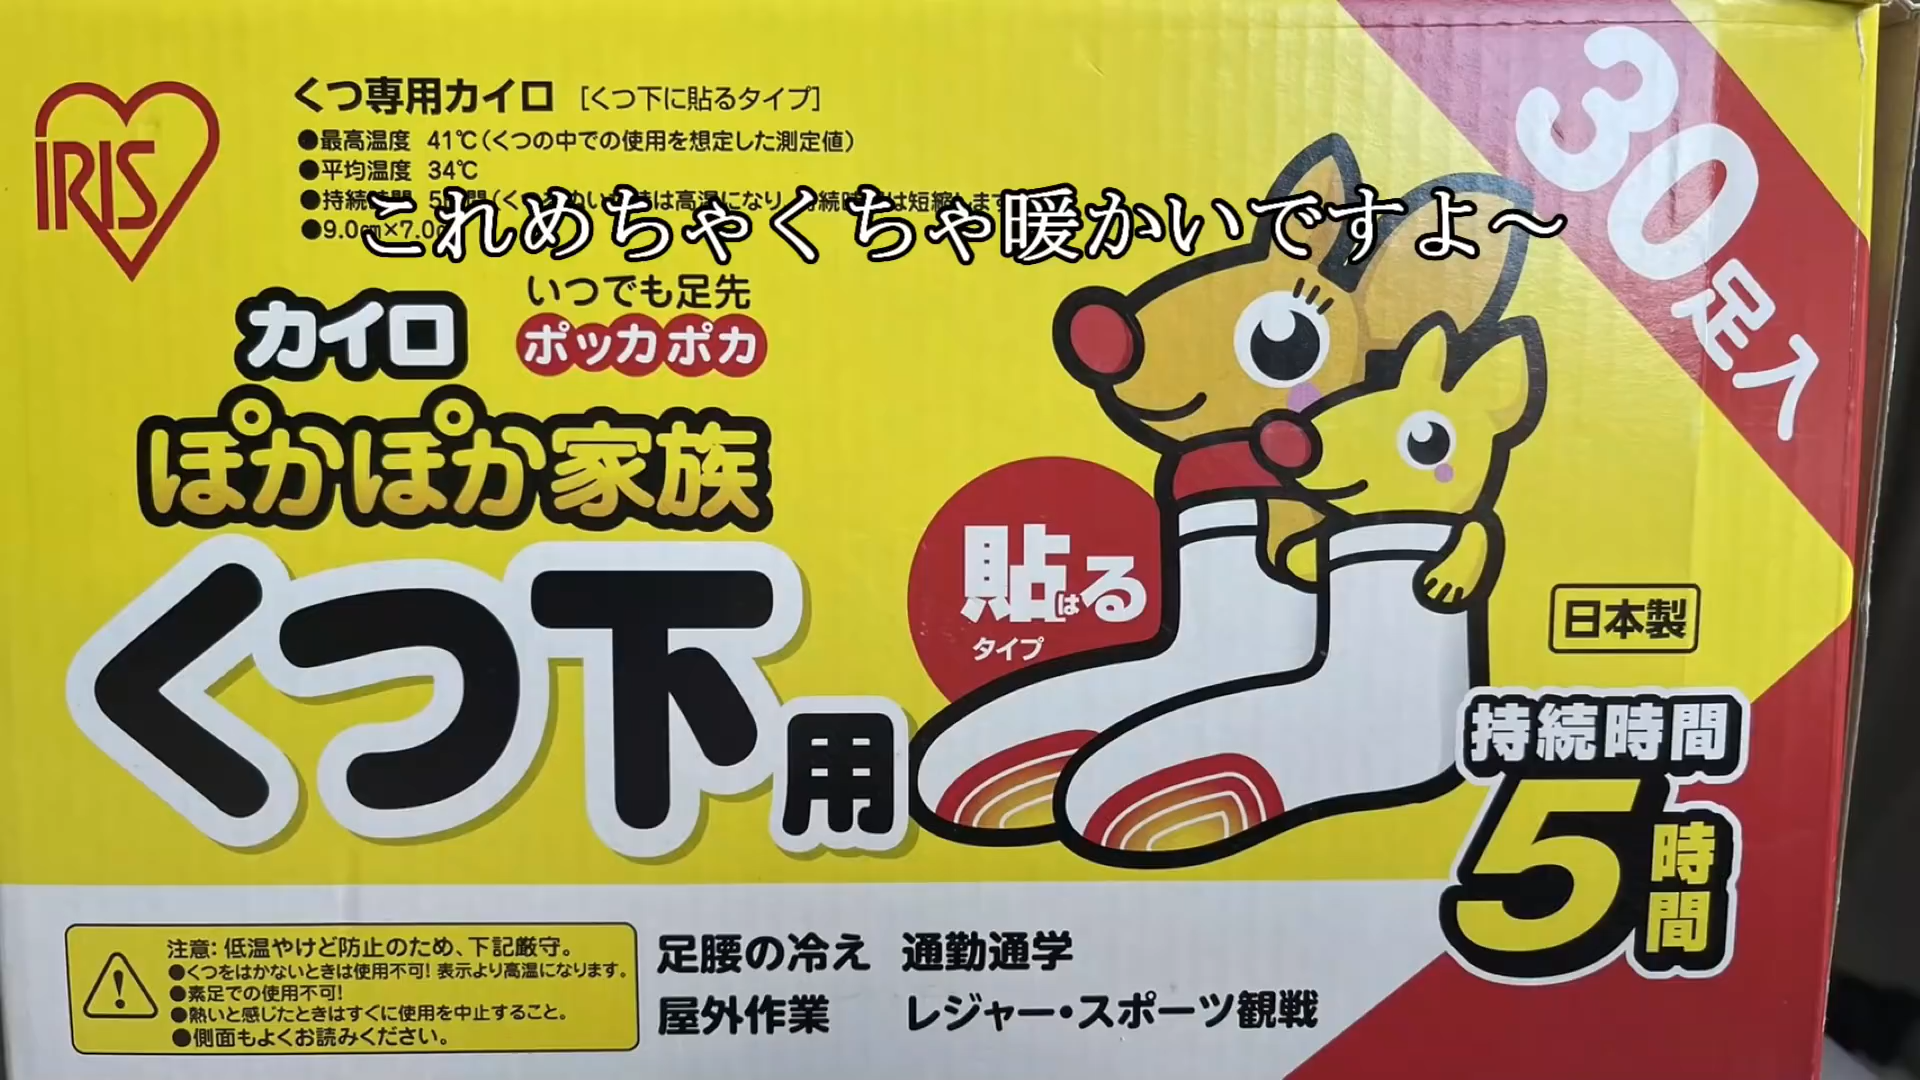 IRIS
くつ専用カイロ [くつ下に貼るタイプ]
●最高温度 41℃(くつの中での使用を想定した測定値)
●平均温度 34℃
これめちゃくちゃ暖かいですよ〜
30足入
いつでも足先
ポッカポカ
カイロ
ぽかぽか家族
くつ下用
貼る
は
タイプ
日本製
持続時間
5時間
注意:低温やけど防止のため、下記厳守。
●くつをはかないときは使用不可!表示より高温になります。
●素足での使用不可!
●熱いと感じたときはすぐに使用を中止すること。
●側面もよくお読みください。
足腰の冷え 通勤通学
屋外作業 レジャー・スポーツ観戦